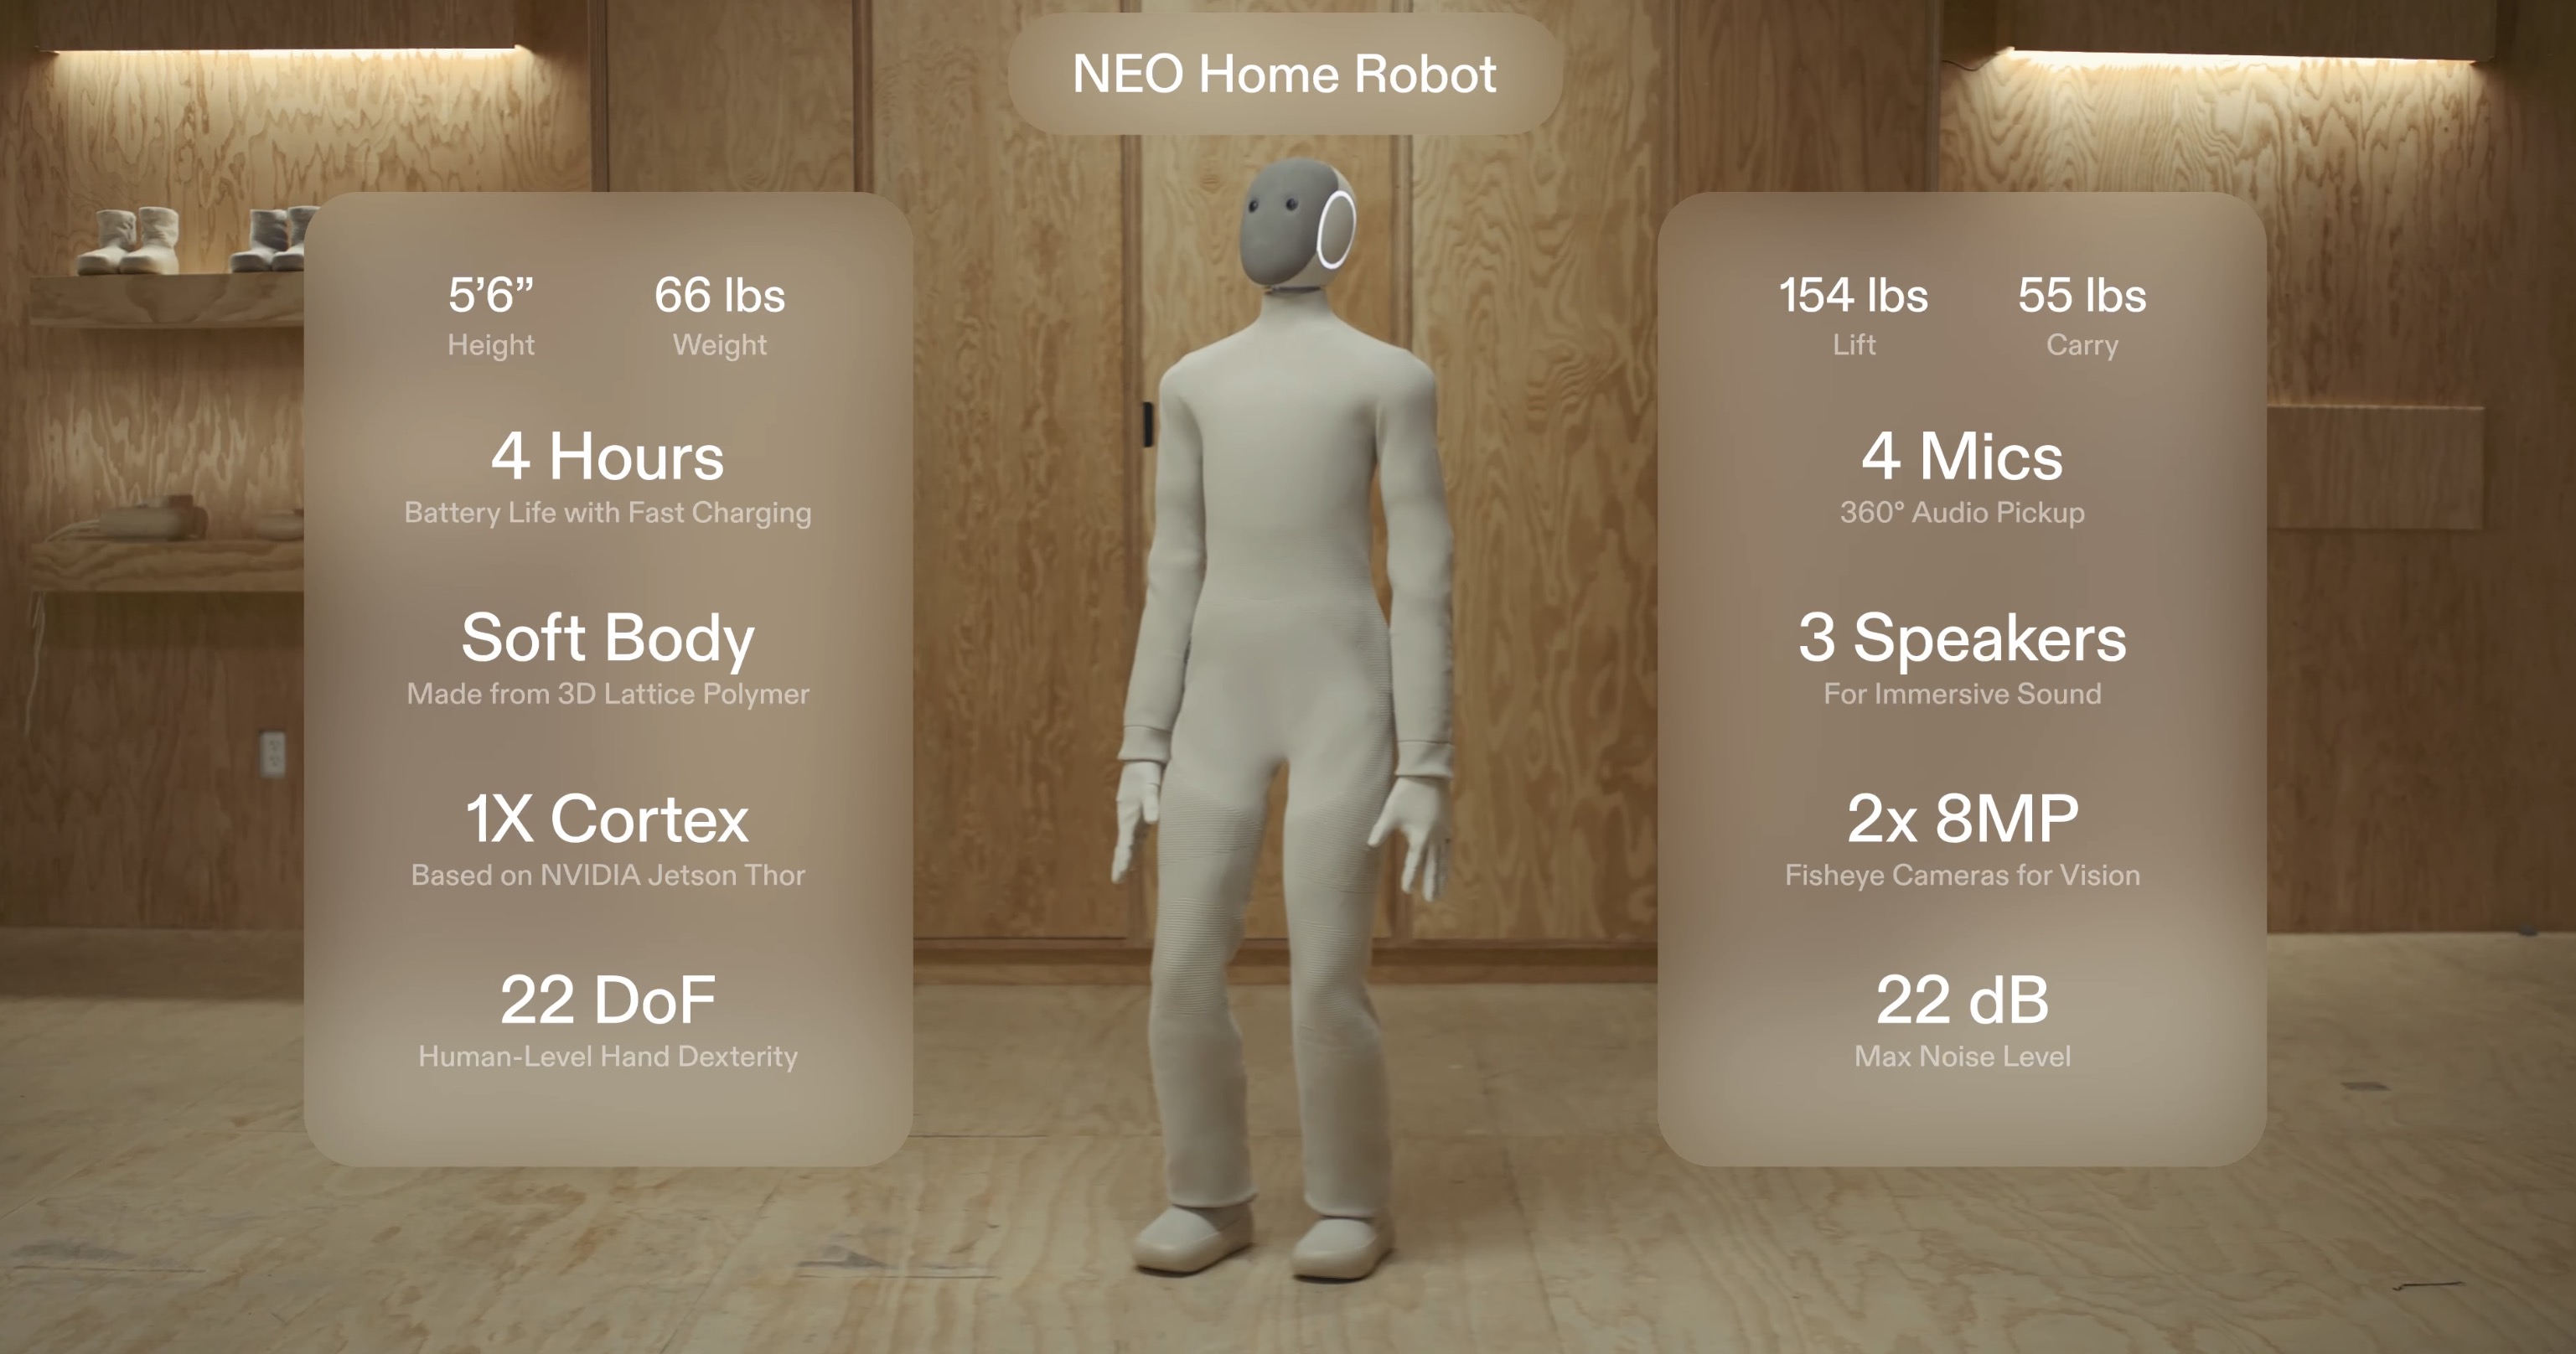 NEO Home Robot
5’6” 66 lbs
Height Weight
4 Hours
Battery Life with Fast Charging
Soft Body
Made from 3D Lattice Polymer
1X Cortex
Based on NVIDIA Jetson Thor
22 DoF
Human-Level Hand Dexterity
154 lbs 55 lbs
Lift Carry
4 Mics
360° Audio Pickup
3 Speakers
For Immersive Sound
2x 8MP
Fisheye Cameras for Vision
22 dB
Max Noise Level